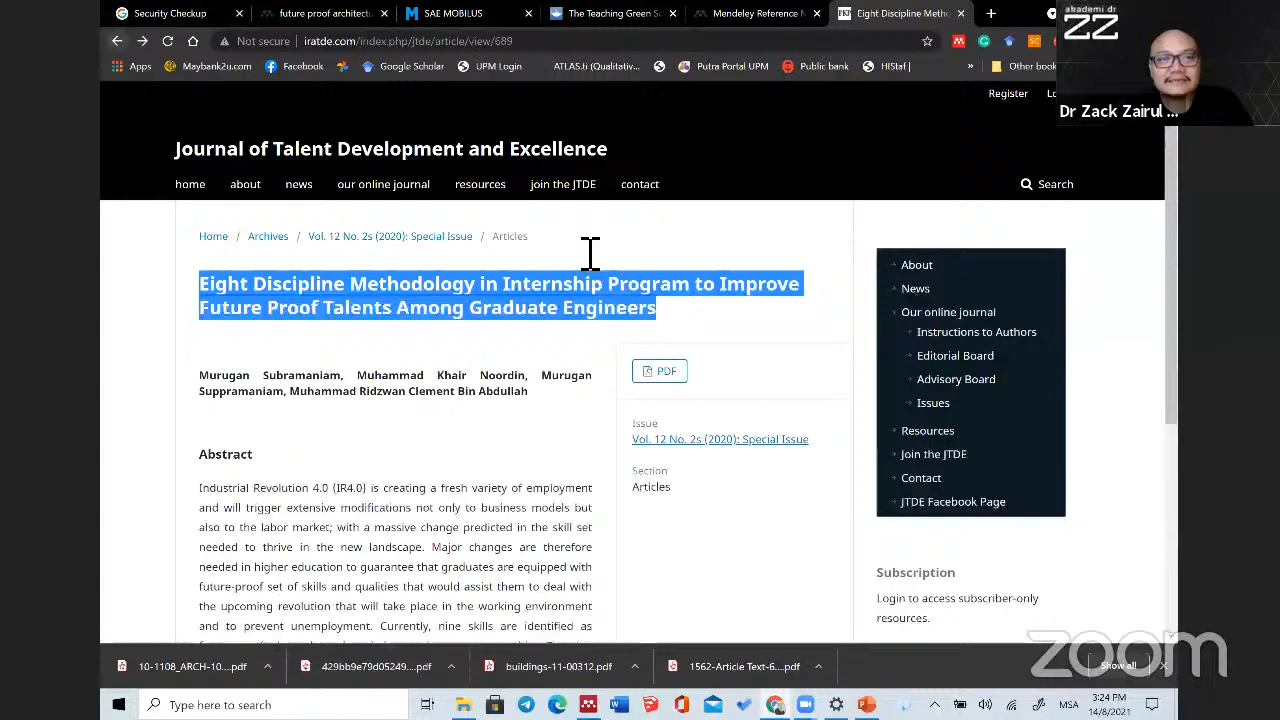 Security Checkup
future proof architectu
SAE MOBILUS
The Teaching Green Sc
Mendeley Reference M
Eight Discipline Metho
akademi dr
ZZ
Dr Zack Zairul ...
Not secure
iratde.com/index.php/jtde/article/view/689
Apps
Maybank2u.com
Facebook
Google Scholar
UPM Login
ATLAS.ti (Qualitativ...
Putra Portal UPM
Public bank
HIStaf |
»
Other book
Register
Lo
Journal of Talent Development and Excellence
home
about
news
our online journal
resources
join the JTDE
contact
Search
Home / Archives / Vol. 12 No. 2s (2020): Special Issue / Articles
Eight Discipline Methodology in Internship Program to Improve
Future Proof Talents Among Graduate Engineers
Murugan Subramaniam, Muhammad Khair Noordin, Murugan
Suppramaniam, Muhammad Ridzwan Clement Bin Abdullah
PDF
Issue
Vol. 12 No. 2s (2020): Special Issue
Section
Articles
Abstract
Industrial Revolution 4.0 (IR4.0) is creating a fresh variety of employment
and will trigger extensive modifications not only to business models but
also to the labor market; with a massive change predicted in the skill set
needed to thrive in the new landscape. Major changes are therefore
needed in higher education to guarantee that graduates are equipped with
future-proof set of skills and qualities that would assist them to deal with
the upcoming revolution that will take place in the working environment
and to prevent unemployment. Currently, nine skills are identified as
About
News
Our online journal
Instructions to Authors
Editorial Board
Advisory Board
Issues
Resources
Join the JTDE
Contact
JTDE Facebook Page
Subscription
Login to access subscriber-only
resources.
zoom
10-1108_ARCH-10....pdf
429bb9e79d05249....pdf
buildings-11-00312.pdf
1562-Article Text-6....pdf
Show all
Type here to search
MSA
3:24 PM
14/8/2021